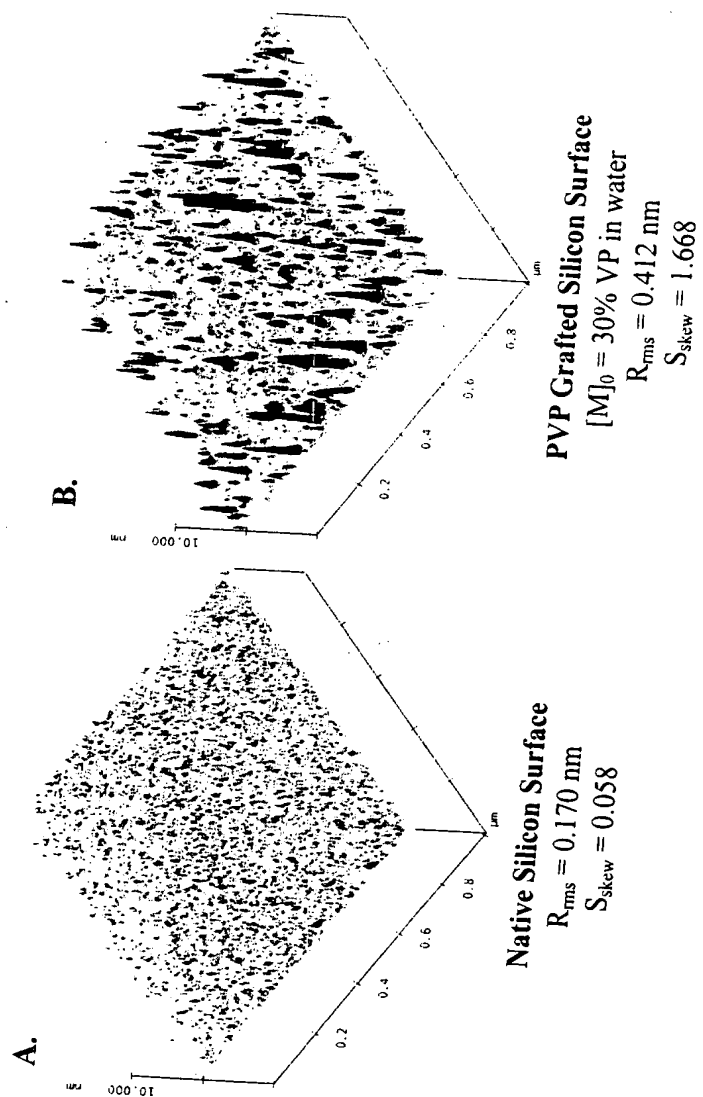 A.
nm
10.000
0.2
0.4
0.6
0.8
µm
Native Silicon Surface
R_rms = 0.170 nm
S_skew = 0.058
B.
nm
10.000
0.2
0.4
0.6
0.8
µm
PVP Grafted Silicon Surface
[M]₀ = 30% VP in water
R_rms = 0.412 nm
S_skew = 1.668